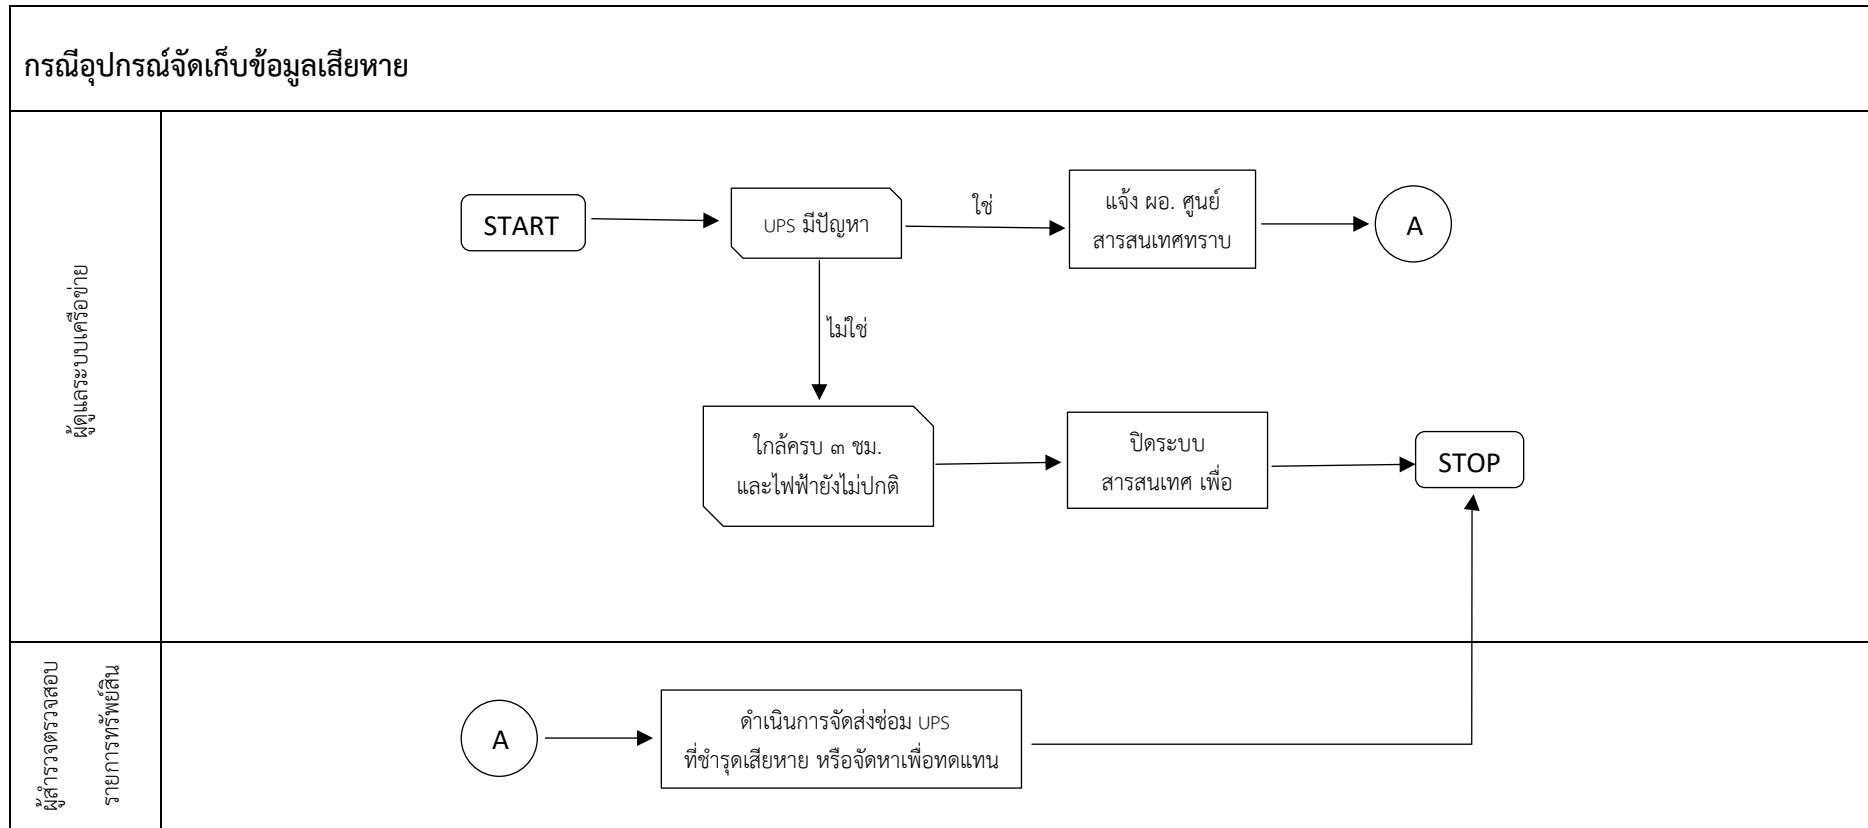 กรณีอุปกรณ์จัดเก็บข้อมูลเสียหาย
ผู้ดูแลระบบเครือข่าย
START
UPS มีปัญหา
ใช่
แจ้ง ผอ. ศูนย์
สารสนเทศทราบ
A
ไม่ใช่
ใกล้ครบ ๓ ชม.
และไฟฟ้ายังไม่ปกติ
ปิดระบบ
สารสนเทศ เพื่อ
STOP
ผู้สำรวจตรวจสอบ
รายการทรัพย์สิน
A
ดำเนินการจัดส่งซ่อม UPS
ที่ชำรุดเสียหาย หรือจัดหาเพื่อทดแทน